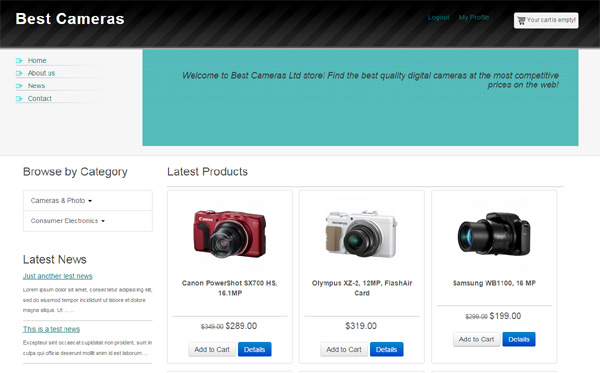 Best Cameras
Logout My Profile
Your cart is empty!
Home
About us
News
Contact
Welcome to Best Cameras Ltd store! Find the best quality digital cameras at the most competitive
prices on the web!
Browse by Category
Cameras & Photo
Consumer Electronics
Latest News
Just another test news
Lorem ipsum dolor sit amet, consectetur adipisicing elit,
sed do eiusmod tempor incididunt ut labore et dolore
magna aliqua. Ut ... ...
This is a test news
Excepteur sint occaecat cupidatat non proident, sunt in
culpa qui officia deserunt mollit anim id est laborum. ...
Latest Products
Canon PowerShot SX700 HS,
16.1MP
$349.00 $289.00
Add to Cart Details
Olympus XZ-2, 12MP, FlashAir
Card
$319.00
Add to Cart Details
Samsung WB1100, 16 MP
$299.00 $199.00
Add to Cart Details